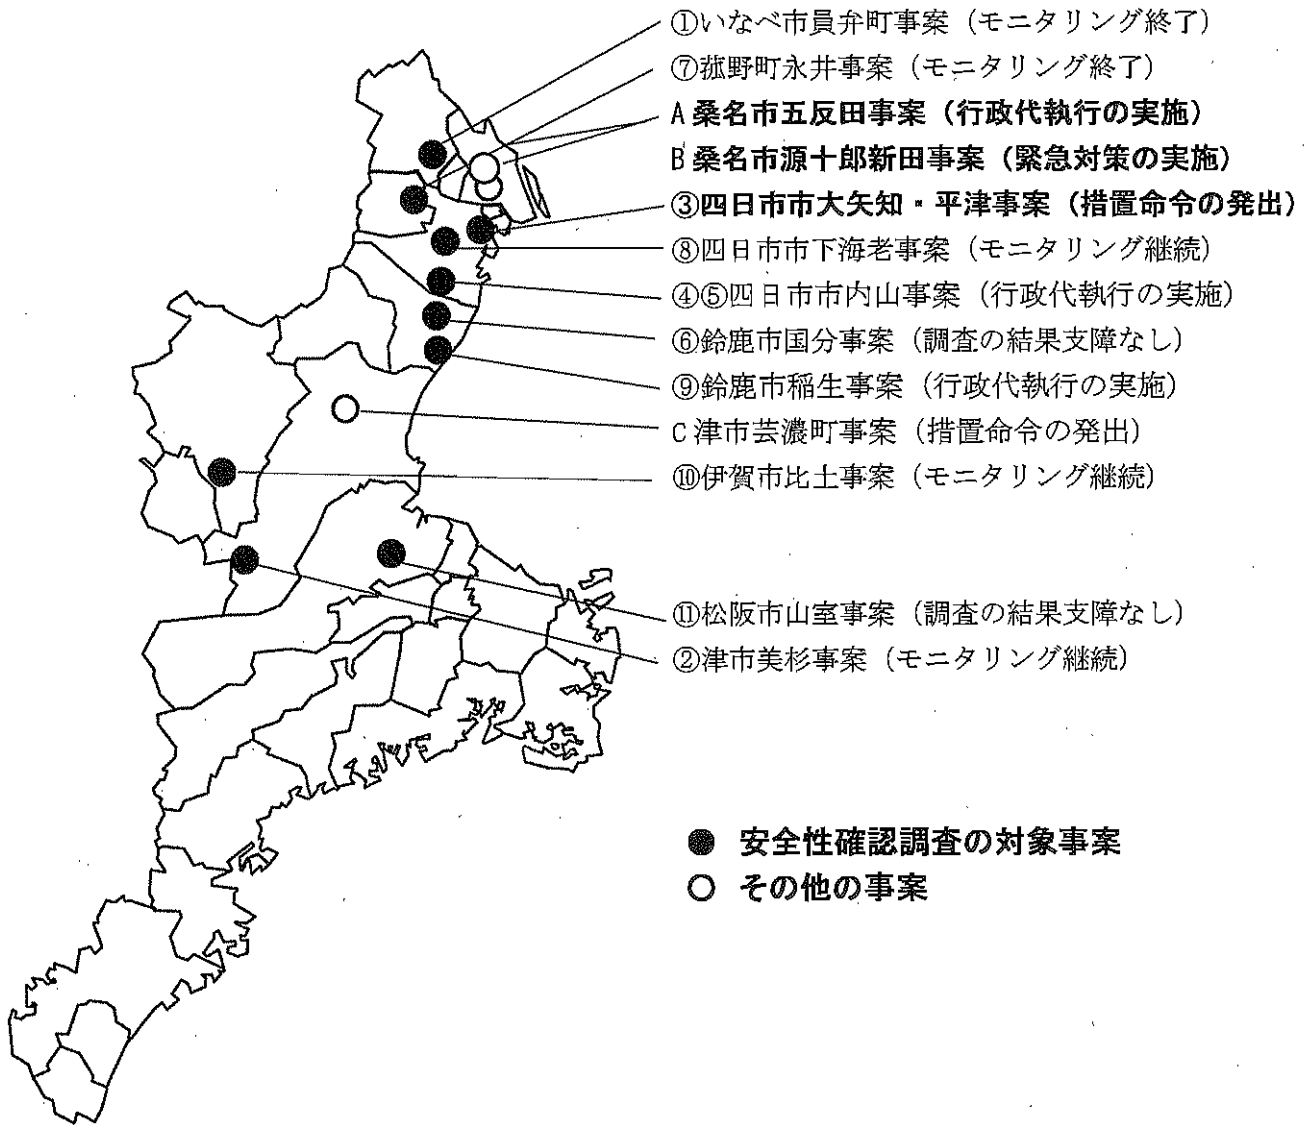 ①いなべ市員弁町事案（モニタリング終了）
⑦菰野町永井事案（モニタリング終了）
A 桑名市五反田事案（行政代執行の実施）
B 桑名市源十郎新田事案（緊急対策の実施）
③四日市市大矢知・平津事案（措置命令の発出）
⑧四日市市下海老事案（モニタリング継続）
④⑤四日市市内山事案（行政代執行の実施）
⑥鈴鹿市国分事案（調査の結果支障なし）
⑨鈴鹿市稲生事案（行政代執行の実施）
C 津市芸濃町事案（措置命令の発出）
⑩伊賀市比土事案（モニタリング継続）
⑪松阪市山室事案（調査の結果支障なし）
②津市美杉事案（モニタリング継続）
● 安全性確認調査の対象事案
○ その他の事案